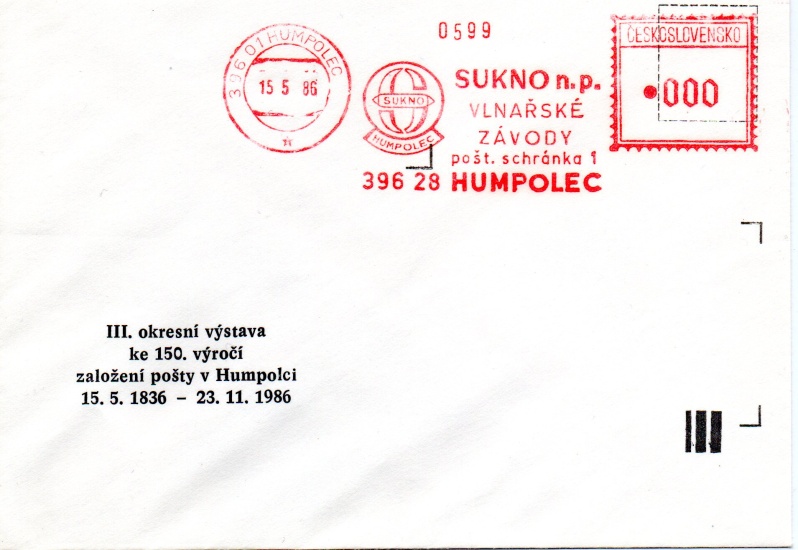 0599
396 01 HUMPOLEC
15 5 86
SUKNO
HUMPOLEC
SUKNO n.p.
VLNAŘSKÉ
ZÁVODY
pošt. schránka 1
396 28 HUMPOLEC
ČESKOSLOVENSKO
000
III. okresní výstava
ke 150. výročí
založení pošty v Humpolci
15. 5. 1836 – 23. 11. 1986